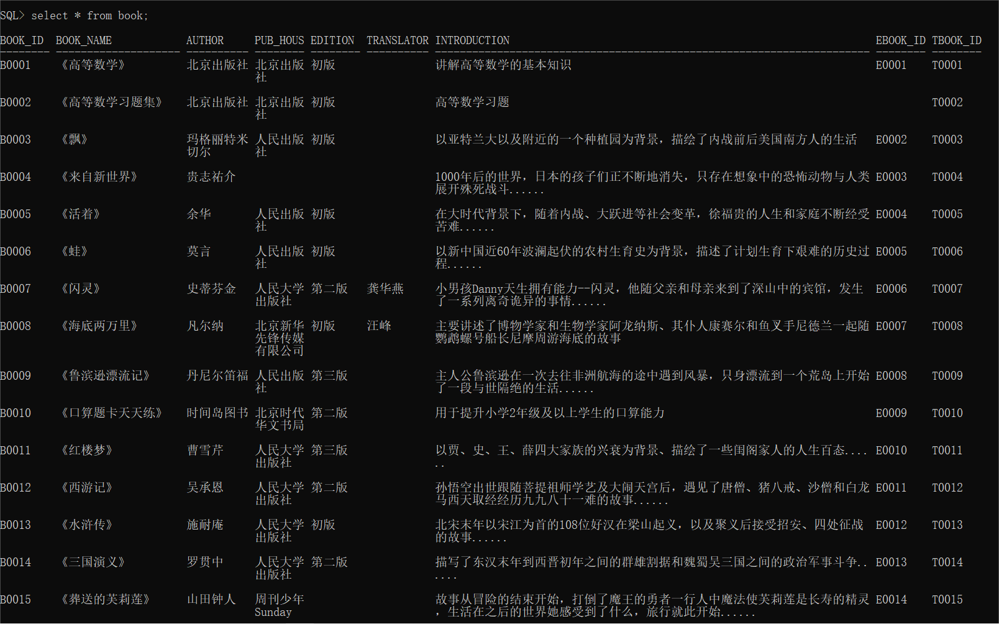 SQL> select * from book;
BOOK_ID BOOK_NAME AUTHOR PUB_HOUS EDITION TRANSLATOR INTRODUCTION EBOOK_ID TBOOK_ID
B0001 《高等数学》 北京出版社 北京出版 初版 讲解高等数学的基本知识 E0001 T0001
社
B0002 《高等数学习题集》 北京出版社 北京出版 初版 高等数学习题 T0002
社
B0003 《飘》 玛格丽特米 人民出版 初版 以亚特兰大以及附近的一个种植园为背景，描绘了内战前后美国南方人的生活 E0002 T0003
切尔 社
B0004 《来自新世界》 贵志祐介 1000年后的世界，日本的孩子们正不断地消失，只存在想象中的恐怖动物与人类 E0003 T0004
展开殊死战斗......
B0005 《活着》 余华 人民出版 初版 在大时代背景下，随着内战、大跃进等社会变革，徐福贵的人生和家庭不断经受 E0004 T0005
社 苦难......
B0006 《蛙》 莫言 人民出版 初版 以新中国近60年波澜起伏的农村生育史为背景，描述了计划生育下艰难的历史过 E0005 T0006
社 程......
B0007 《闪灵》 史蒂芬金 人民大学 第二版 龚华燕 小男孩Danny天生拥有能力--闪灵，他随父亲和母亲来到了深山中的宾馆，发生 E0006 T0007
出版社 了一系列离奇诡异的事情......
B0008 《海底两万里》 凡尔纳 北京新华 初版 汪峰 主要讲述了博物学家和生物学家阿龙纳斯、其仆人康赛尔和鱼叉手尼德兰一起随 E0007 T0008
先锋传媒 鹦鹉螺号船长尼摩周游海底的故事
有限公司
B0009 《鲁滨逊漂流记》 丹尼尔笛福 人民出版 第三版 主人公鲁滨逊在一次去往非洲航海的途中遇到风暴，只身漂流到一个荒岛上开始 E0008 T0009
社 了一段与世隔绝的生活......
B0010 《口算题卡天天练》 时间岛图书 北京时代 第二版 用于提升小学2年级及以上学生的口算能力 E0009 T0010
华文书局
B0011 《红楼梦》 曹雪芹 人民大学 第三版 以贾、史、王、薛四大家族的兴衰为背景、描绘了一些闺阁家人的人生百态.... E0010 T0011
出版社 ..
B0012 《西游记》 吴承恩 人民大学 第二版 孙悟空出世跟随菩提祖师学艺及大闹天宫后，遇见了唐僧、猪八戒、沙僧和白龙 E0011 T0012
出版社 马西天取经经历九九八十一难的故事......
B0013 《水浒传》 施耐庵 人民大学 初版 北宋末年以宋江为首的108位好汉在梁山起义，以及聚义后接受招安、四处征战 E0012 T0013
出版社 的故事......
B0014 《三国演义》 罗贯中 人民大学 第二版 描写了东汉末年到西晋初年之间的群雄割据和魏蜀吴三国之间的政治军事斗争.. E0013 T0014
出版社 ....
B0015 《葬送的芙莉莲》 山田钟人 周刊少年 故事从冒险的结束开始，打倒了魔王的勇者一行人中魔法使芙莉莲是长寿的精灵 E0014 T0015
Sunday ，生活在之后的世界她感受到了什么，旅行就此开始......